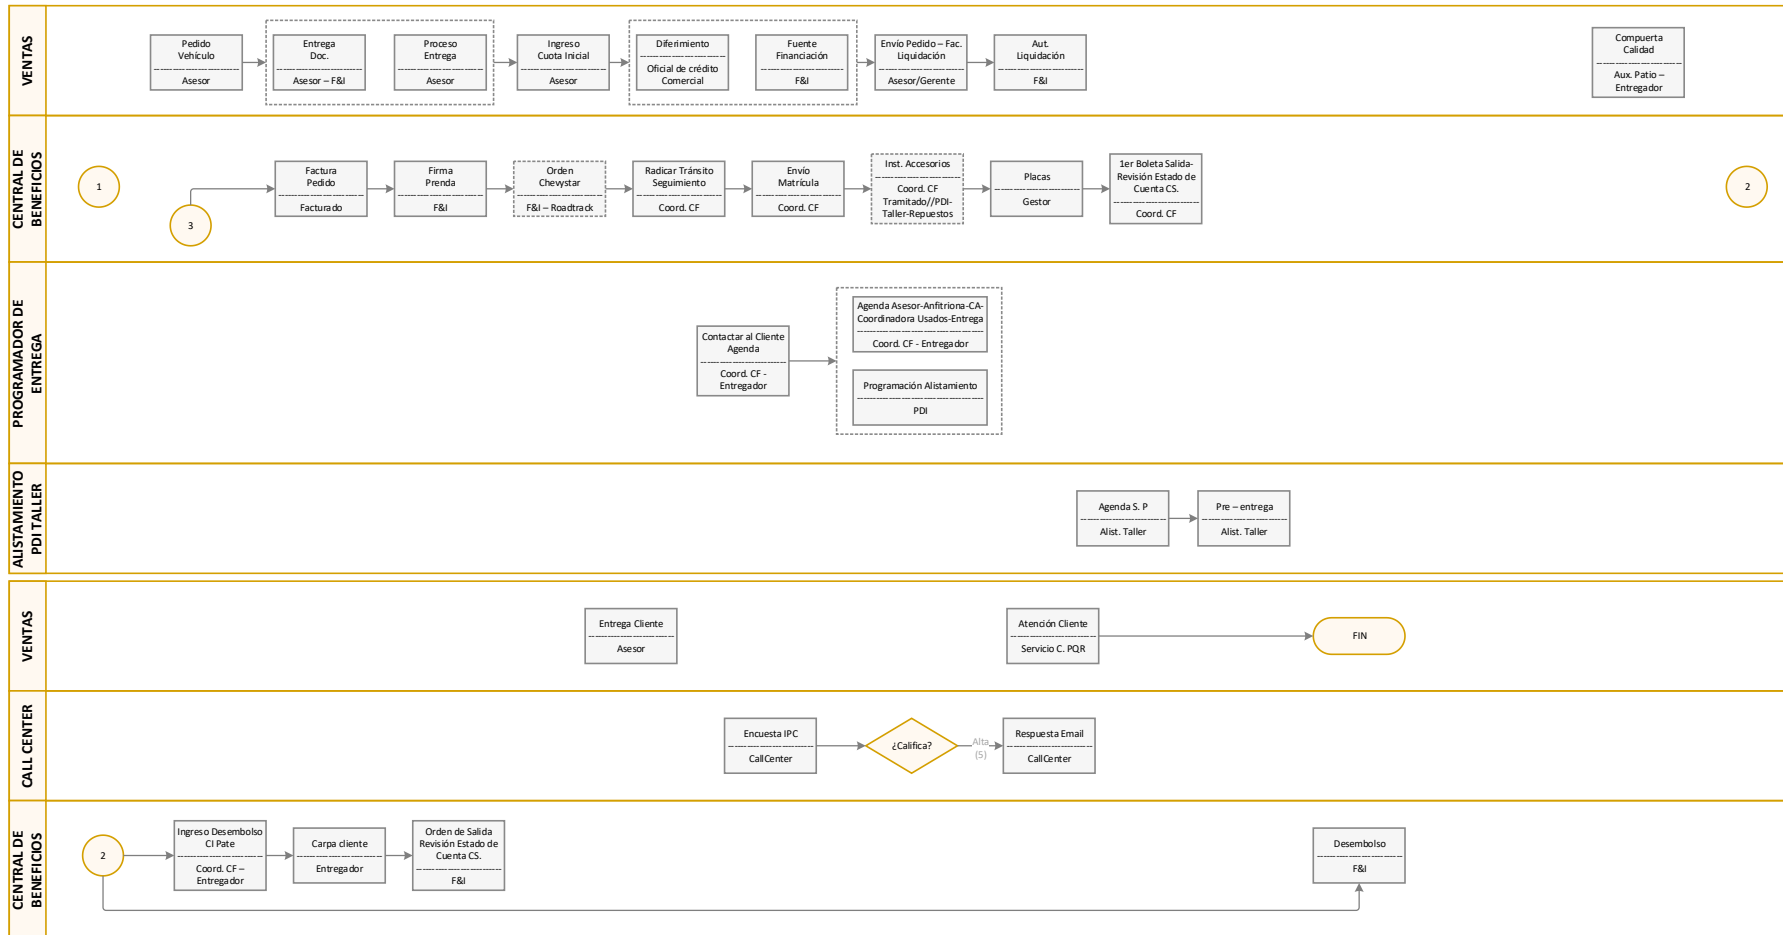 VENTAS
Pedido
Vehículo
Asesor
Entrega
Doc.
Asesor – F&I
Proceso
Entrega
Asesor
Ingreso
Cuota Inicial
Asesor
Diferimiento
Oficial de crédito
Comercial
Fuente
Financiación
F&I
Envío Pedido – Fac.
Liquidación
Asesor/Gerente
Aut.
Liquidación
F&I
Compuerta
Calidad
Aux. Patio –
Entregador
CENTRAL DE
BENEFICIOS
1
3
Factura
Pedido
Facturado
Firma
Prenda
F&I
Orden
Chevystar
F&I – Roadtrack
Radicar Tránsito
Seguimiento
Coord. CF
Envío
Matrícula
Coord. CF
Inst. Accesorios
Coord. CF
Tramitado//PDI-
Taller-Repuestos
Placas
Gestor
1er Boleta Salida-
Revisión Estado de
Cuenta CS.
Coord. CF
2
PROGRAMADOR DE
ENTREGA
Contactar al Cliente
Agenda
Coord. CF -
Entregador
Agenda Asesor-Anfitriona-CA-
Coordinadora Usados-Entrega
Coord. CF - Entregador
Programación Alistamiento
PDI
ALISTAMIENTO
PDI TALLER
Agenda S. P
Alist. Taller
Pre – entrega
Alist. Taller
VENTAS
Entrega Cliente
Asesor
Atención Cliente
Servicio C. PQR
FIN
CALL CENTER
Encuesta IPC
CallCenter
¿Califica?
Alta
(5)
Respuesta Email
CallCenter
CENTRAL DE
BENEFICIOS
2
Ingreso Desembolso
CI Pate
Coord. CF –
Entregador
Carpa cliente
Entregador
Orden de Salida
Revisión Estado de
Cuenta CS.
F&I
Desembolso
F&I